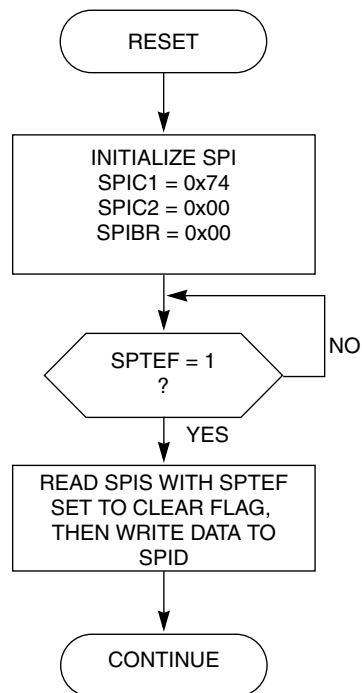 RESET
INITIALIZE SPI
SPIC1 = 0x74
SPIC2 = 0x00
SPIBR = 0x00
SPTEF = 1
?
NO
YES
READ SPIS WITH SPTEF
SET TO CLEAR FLAG,
THEN WRITE DATA TO
SPID
CONTINUE